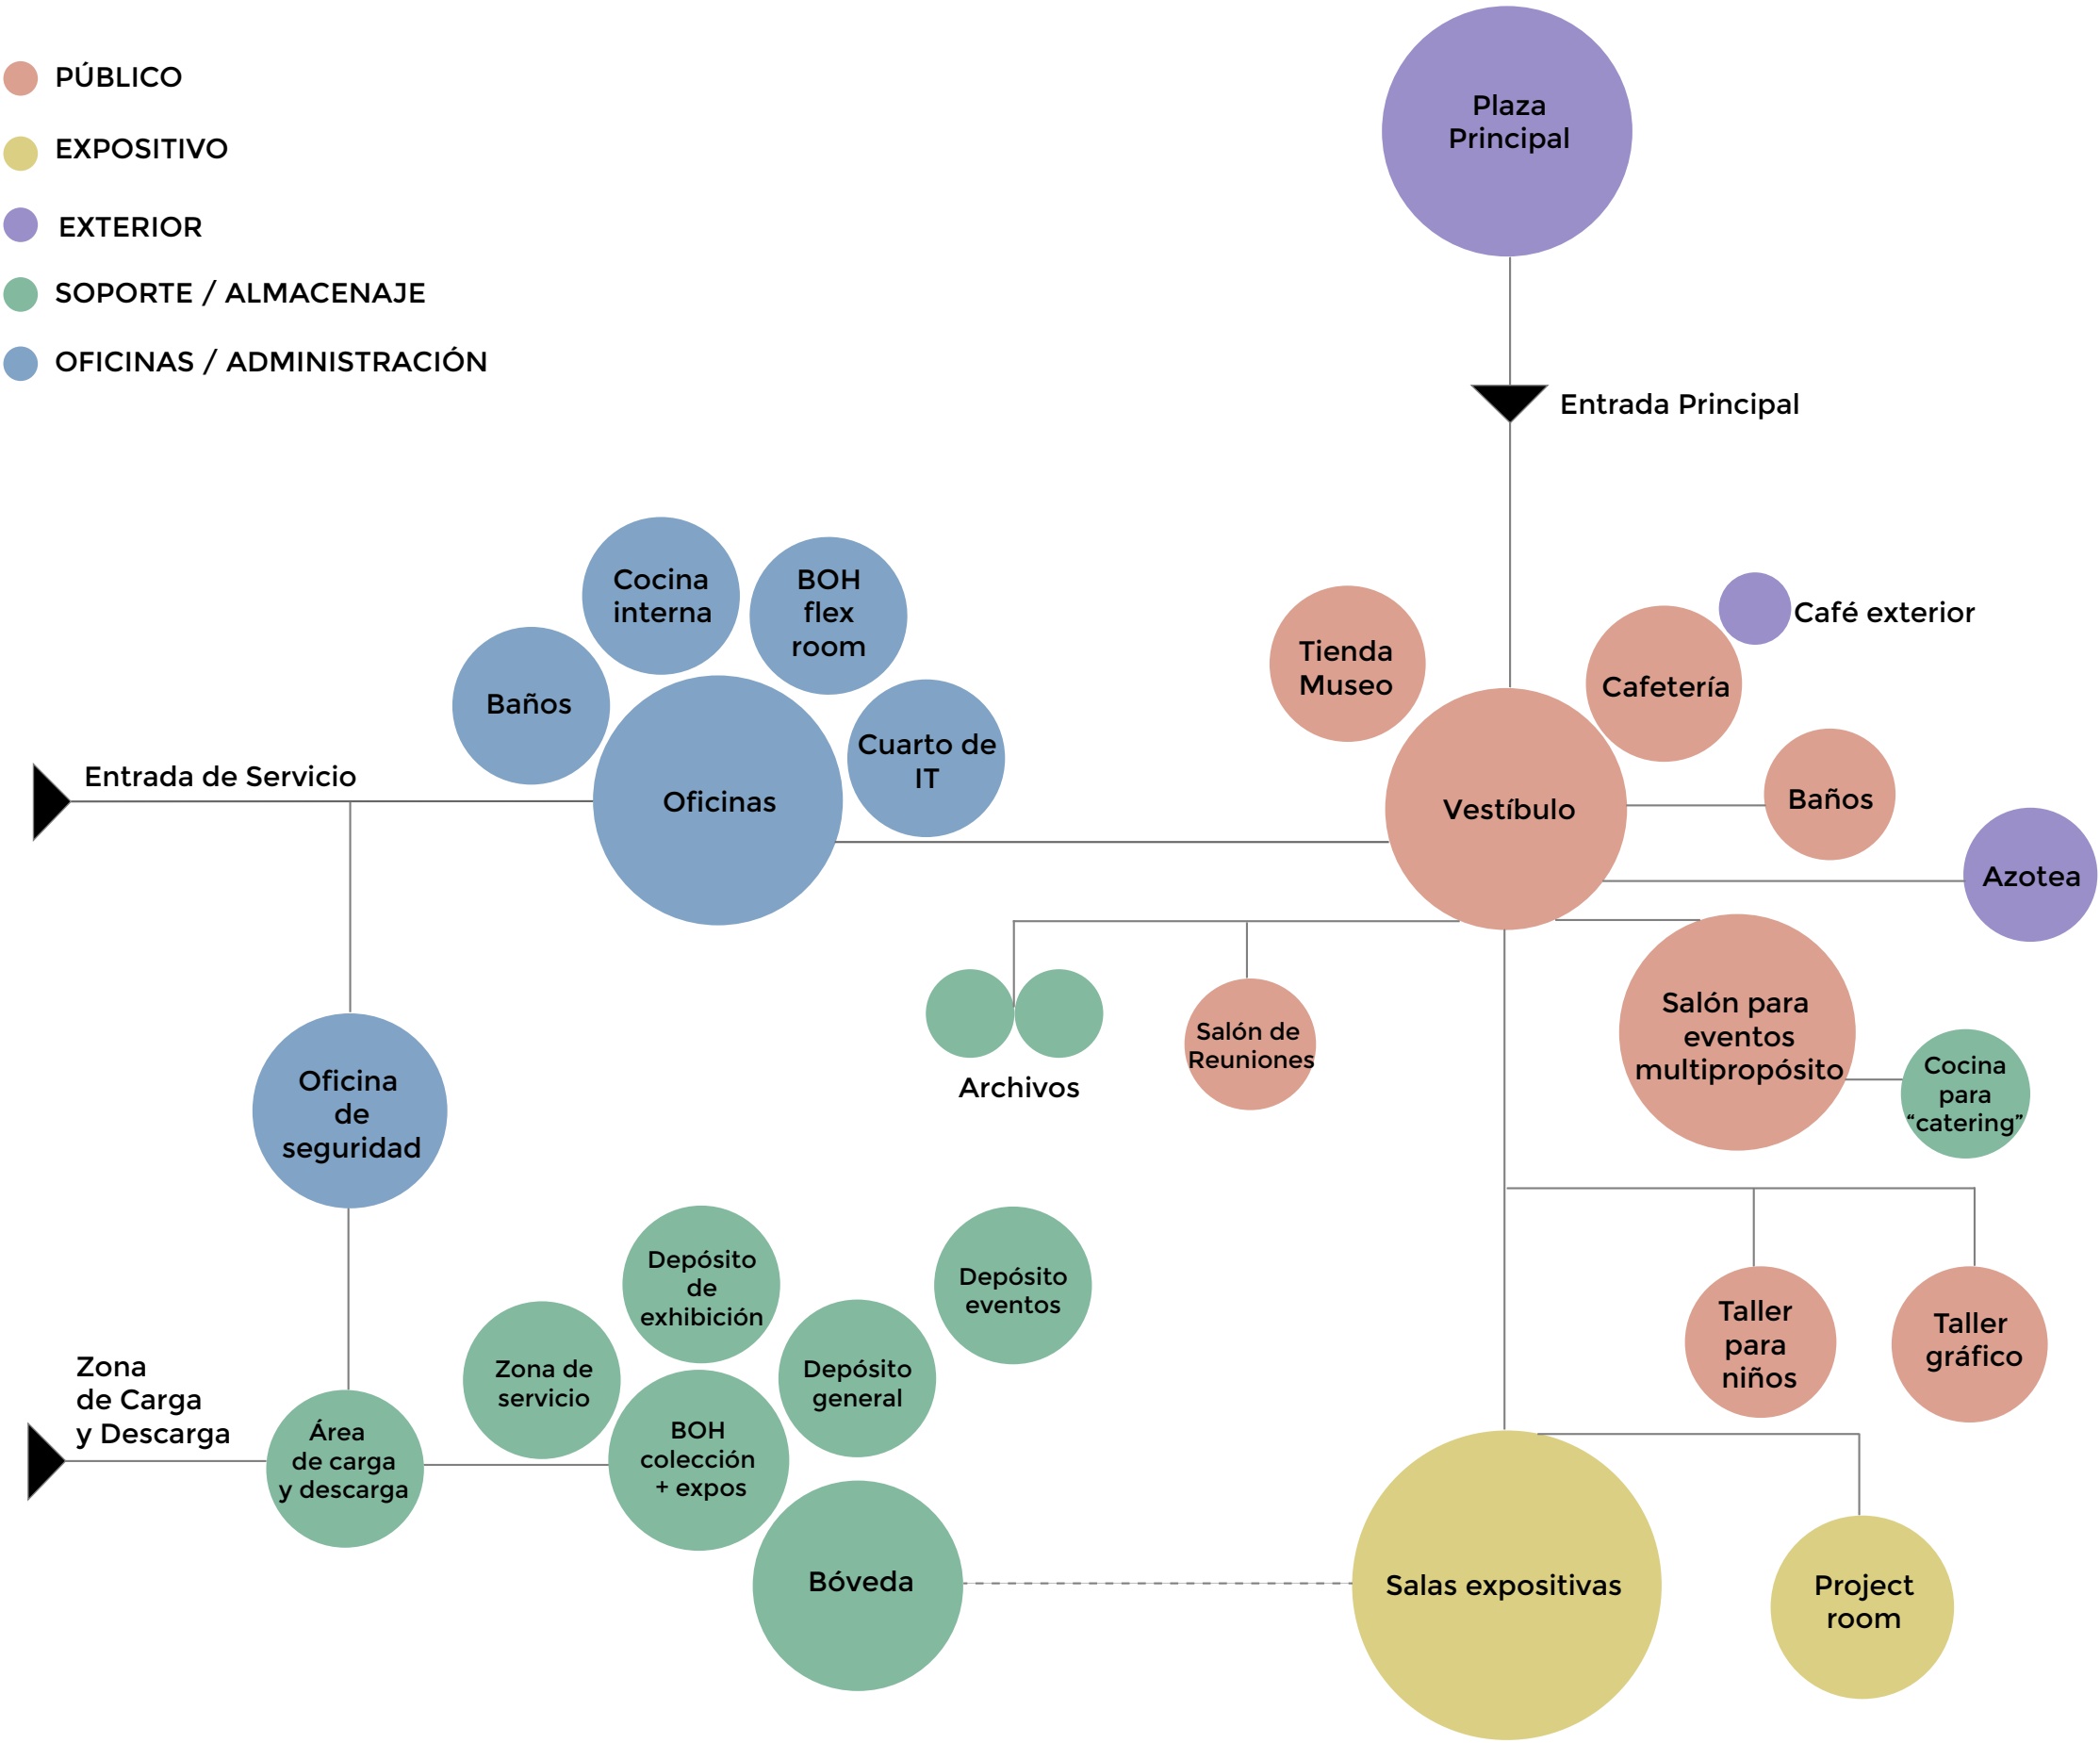 PÚBLICO
EXPOSITIVO
EXTERIOR
SOPORTE / ALMACENAJE
OFICINAS / ADMINISTRACIÓN
Plaza
Principal
Entrada Principal
Cocina
interna
BOH
flex
room
Baños
Cuarto de
IT
Entrada de Servicio
Oficinas
Tienda
Museo
Café exterior
Cafetería
Vestíbulo
Baños
Azotea
Archivos
Salón de
Reuniones
Salón para
eventos
multipropósito
Cocina
para
“catering”
Oficina
de
seguridad
Depósito
de
exhibición
Depósito
eventos
Zona de
servicio
Depósito
general
Taller
para
niños
Taller
gráfico
Zona
de Carga
y Descarga
Área
de carga
y descarga
BOH
colección
+ expos
Bóveda
Salas expositivas
Project
room